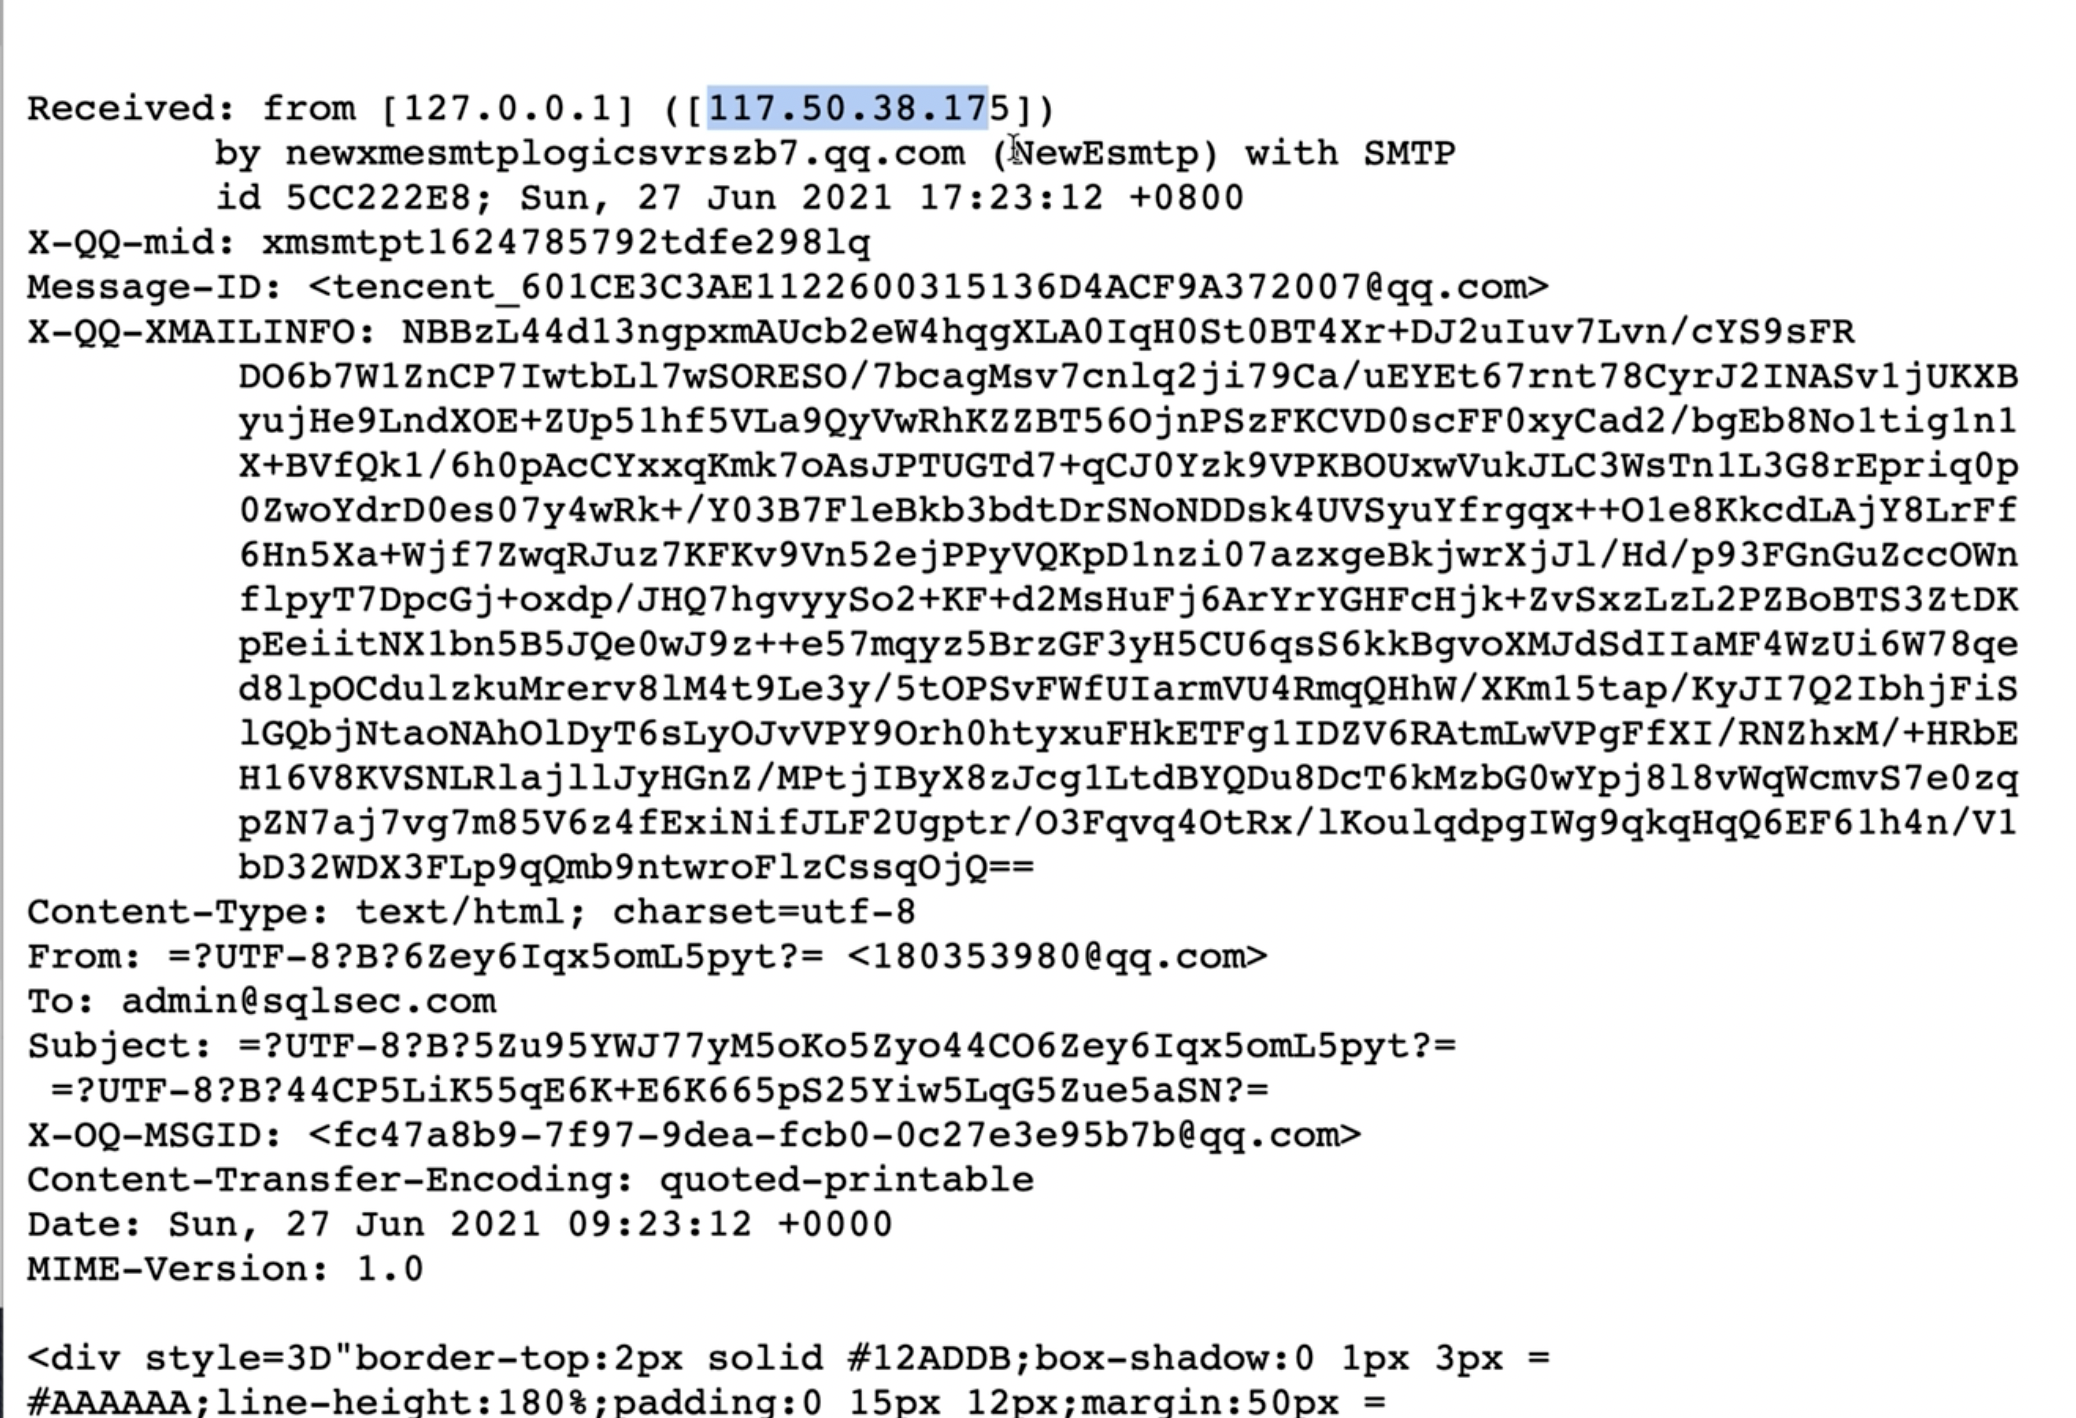 Received: from [127.0.0.1] ([117.50.38.175])
by newxmesmtplogicsvrszb7.qq.com (NewEsmtp) with SMTP
id 5CC222E8; Sun, 27 Jun 2021 17:23:12 +0800
X-QQ-mid: xmsmtpt1624785792tdfe298lq
Message-ID: <tencent_601CE3C3AE1122600315136D4ACF9A372007@qq.com>
X-QQ-XMAILINFO: NBBzL44d13ngpxmAUcb2eW4hqgXLA0IqH0St0BT4Xr+DJ2uIuv7Lvn/cYS9sFR
DO6b7W1ZnCP7IwtbLl7wSORESO/7bcagMsv7cnlq2ji79Ca/uEYEt67rnt78CyrJ2INASv1jUKXB
yujHe9LndXOE+ZUp51hf5VLa9QyVwRhKZZBT56OjnPSzFKCVD0scFF0xyCad2/bgEb8No1tig1n1
X+BVfQk1/6h0pAcCYxxqKmk7oAsJPTUGTd7+qCJ0Yzk9VPKBOUxwVukJLC3WsTn1L3G8rEpriq0p
0ZwoYdrD0es07y4wRk+/Y03B7FleBkb3bdtDrSNoNDDsk4UVSyuYfrgqx++O1e8KkcdLAjY8LrFf
6Hn5Xa+Wjf7ZwqRJuz7KFKv9Vn52ejPPyVQKpD1nzi07azxgeBkjwrXjJl/Hd/p93FGnGuZccOWn
flpyT7DpcGj+oxdp/JHQ7hgvyySo2+KF+d2MsHuFj6ArYrYGHFcHjk+ZvSxzLzL2PZBoBTS3ZtDK
pEeiitNX1bn5B5JQe0wJ9z++e57mqyz5BrzGF3yH5CU6qsS6kkBgvoXMJdSdIIaMF4WzUi6W78qe
d8lpOCdulzkuMrerv8lM4t9Le3y/5tOPSvFWfUIarmVU4RmqQHhW/XKm15tap/KyJI7Q2IbhjFiS
lGQbjNtaoNAhOlDyT6sLyOJvVPY9Orh0htyxuFHkETFg1IDZV6RAtmLwVPgFfXI/RNZhxM/+HRbE
H16V8KVSNLRlajllJyHGnZ/MPtjIByX8zJcg1LtdBYQDu8DcT6kMzbG0wYpj8l8vWqWcmvS7e0zq
pZN7aj7vg7m85V6z4fExiNifJLF2Ugptr/O3Fqvq4OtRx/lKoulqdpgIWg9qkqHqQ6EF61h4n/V1
bD32WDX3FLp9qQmb9ntwroFlzCssqOjQ==
Content-Type: text/html; charset=utf-8
From: =?UTF-8?B?6Zey6Iqx5omL5pyt?= <180353980@qq.com>
To: admin@sqlsec.com
Subject: =?UTF-8?B?5Zu95YWJ77yM5oKo5Zyo44CO6Zey6Iqx5omL5pyt?=
=?UTF-8?B?44CP5LiK55qE6K+E6K665pS25Yiw5LqG5Zue5aSN?=
X-OQ-MSGID: <fc47a8b9-7f97-9dea-fcb0-0c27e3e95b7b@qq.com>
Content-Transfer-Encoding: quoted-printable
Date: Sun, 27 Jun 2021 09:23:12 +0000
MIME-Version: 1.0
<div style=3D"border-top:2px solid #12ADDB;box-shadow:0 1px 3px =
#AAAAAA;line-height:180%;padding:0 15px 12px;margin:50px =